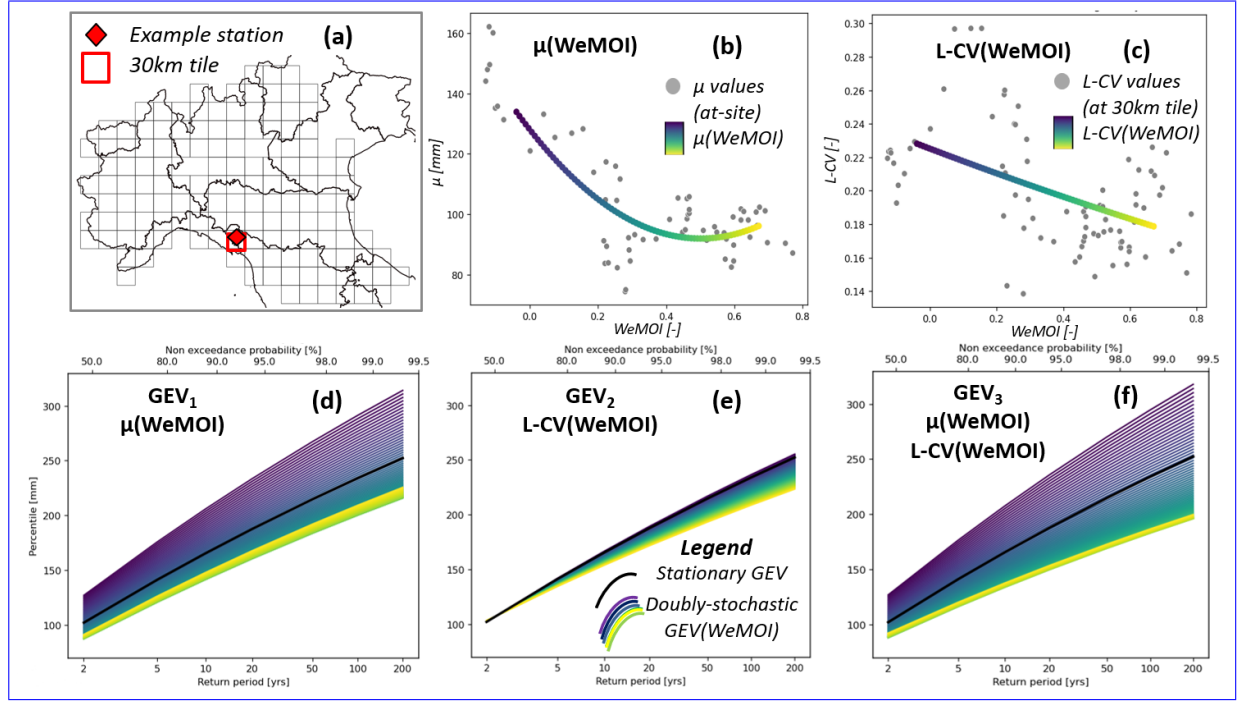 Example station
30km tile
(a)
μ(WeMOI)
(b)
μ values
(at-site)
μ(WeMOI)
μ [mm]
160
140
120
100
80
0.0
0.2
0.4
0.6
0.8
WeMOI [-]
L-CV(WeMOI)
(c)
L-CV values
(at 30km tile)
L-CV(WeMOI)
L-CV [-]
0.30
0.26
0.24
0.22
0.20
0.18
0.16
0.14
0.0
0.2
0.4
0.6
0.8
WeMOI [-]
Non exceedance probability [%]
50.0 80.0 90.0 95.0 98.0 99.0 99.5
GEV1
μ(WeMOI)
(d)
Percentile [mm]
300
250
200
150
100
2 5 10 20 50 100 200
Return period [yrs]
Non exceedance probability [%]
50.0 80.0 90.0 95.0 98.0 99.0 99.5
GEV2
L-CV(WeMOI)
(e)
300
250
200
150
100
Legend
Stationary GEV
Doubly-stochastic
GEV(WeMOI)
2 5 10 20 50 100 200
Return period [yrs]
Non exceedance probability [%]
50.0 80.0 90.0 95.0 98.0 99.0 99.5
GEV3
μ(WeMOI)
L-CV(WeMOI)
(f)
300
250
200
150
100
2 5 10 20 50 100 200
Return period [yrs]